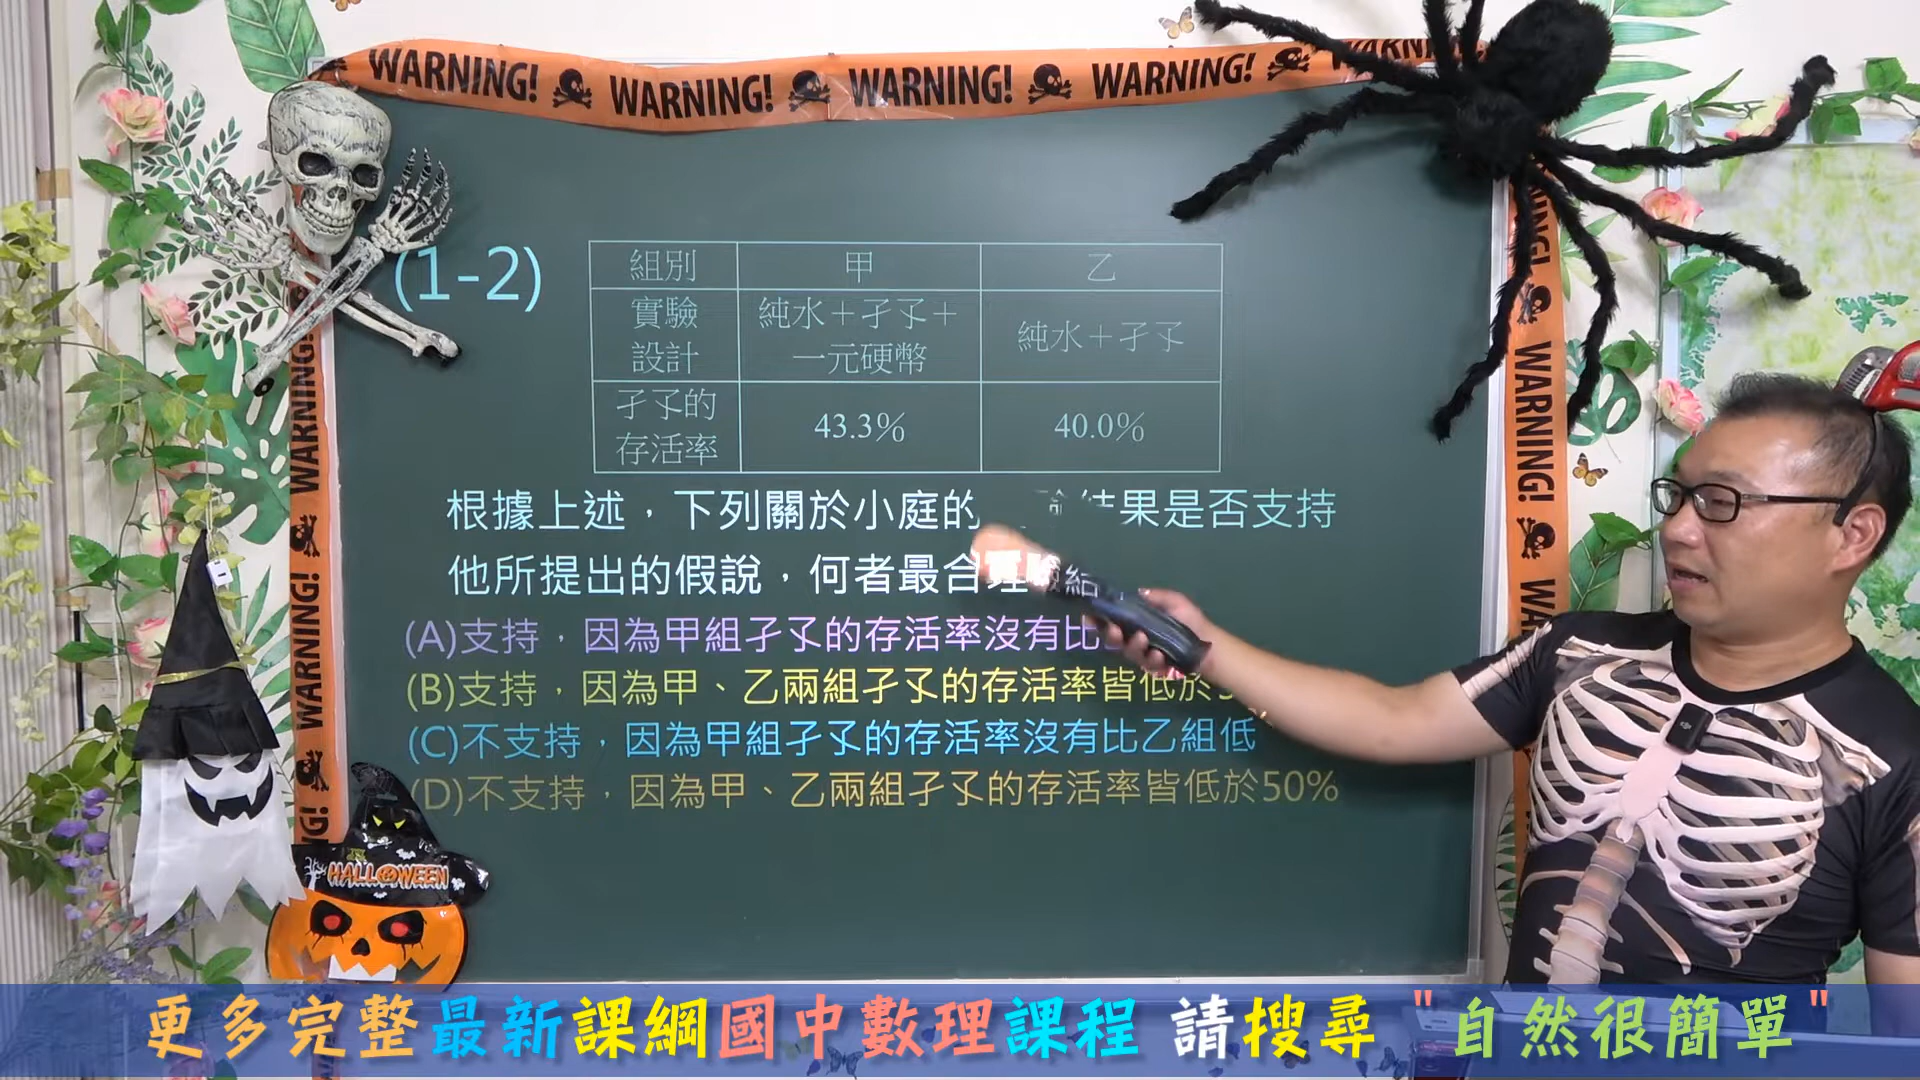 WARNING! WARNING! WARNING! WARNING! WARNING!
(1-2)
組別 甲 乙
實驗設計 純水＋孑孓＋一元硬幣 純水＋孑孓
孑孓的存活率 43.3% 40.0%
根據上述，下列關於小庭的 結果是否支持
他所提出的假說，何者最合理
(A)支持，因為甲組孑孓的存活率沒有比
(B)支持，因為甲、乙兩組孑孓的存活率皆低於
(C)不支持，因為甲組孑孓的存活率沒有比乙組低
(D)不支持，因為甲、乙兩組孑孓的存活率皆低於50%
WARNING!
WARNING!
WARNING!
WARNING!
WARNING!
HALLOWEEN
更多完整最新課綱國中數理課程 請搜尋 "自然很簡單"